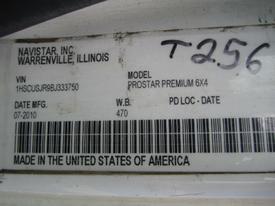 NAVISTAR, INC.
WARRENVILLE, ILLINOIS
T256
VIN
1HSCUSJR9BJ333750
MODEL
PROSTAR PREMIUM 6X4
DATE MFG.
07-2010
W.B.
470
PD LOC - DATE
MADE IN THE UNITED STATES OF AMERICA